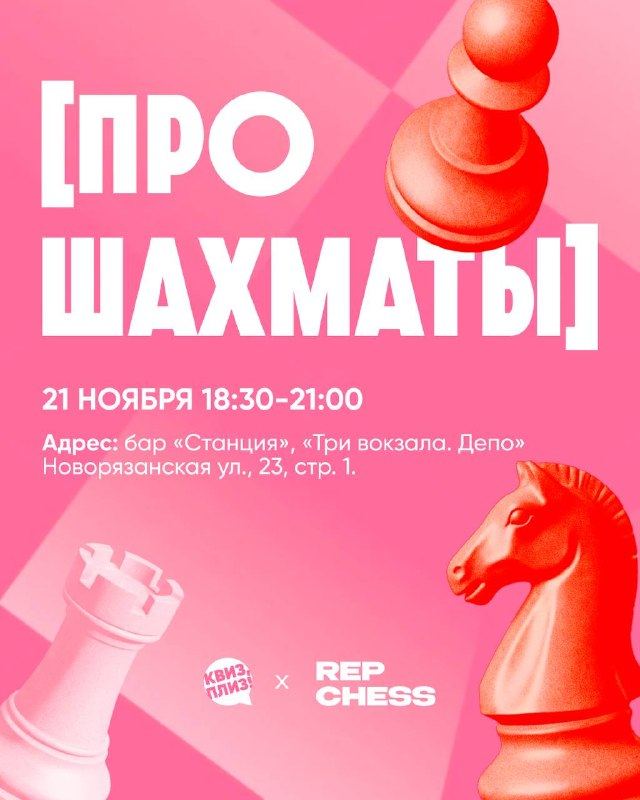 [ПРО
ШАХМАТЫ]
21 НОЯБРЯ 18:30-21:00
Адрес: бар «Станция», «Три вокзала. Депо»
Новорязанская ул., 23, стр. 1.
КВИЗ,
ПЛИЗ!
x
REP
CHESS